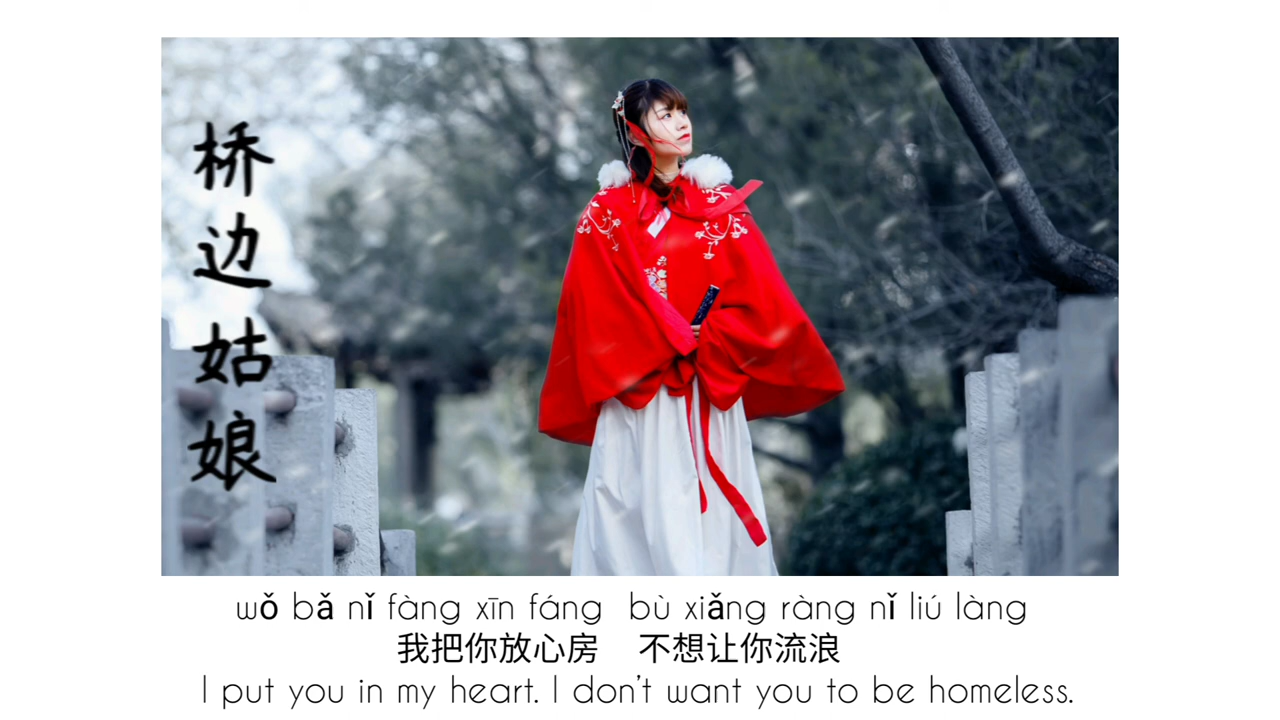 桥边姑娘
wǒ bǎ nǐ fàng xīn fáng  bù xiǎng ràng nǐ liú làng
我把你放心房  不想让你流浪
I put you in my heart. I don't want you to be homeless.